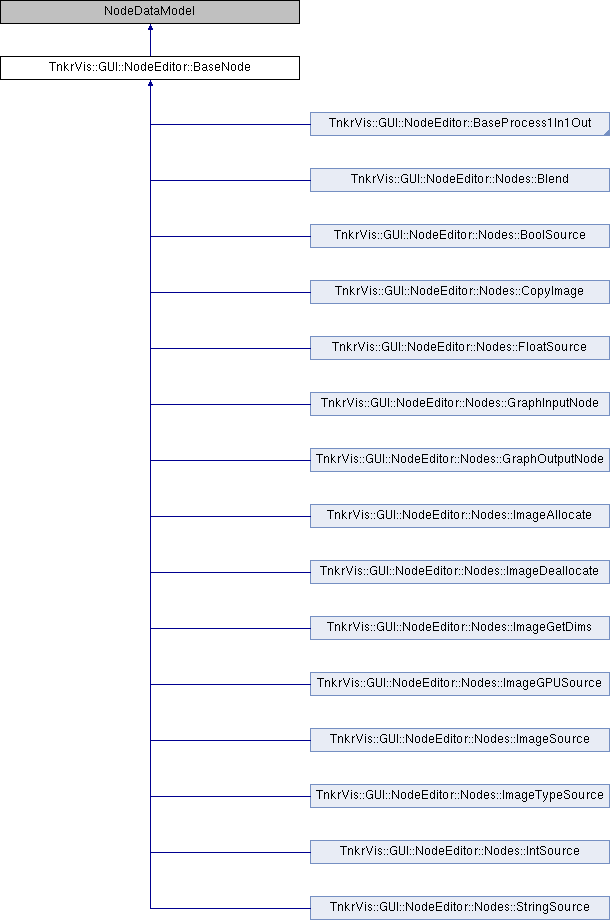 NodeDataModel
TnkrVis::GUI::NodeEditor::BaseNode
TnkrVis::GUI::NodeEditor::BaseProcess1In1Out
TnkrVis::GUI::NodeEditor::Nodes::Blend
TnkrVis::GUI::NodeEditor::Nodes::BoolSource
TnkrVis::GUI::NodeEditor::Nodes::CopyImage
TnkrVis::GUI::NodeEditor::Nodes::FloatSource
TnkrVis::GUI::NodeEditor::Nodes::GraphInputNode
TnkrVis::GUI::NodeEditor::Nodes::GraphOutputNode
TnkrVis::GUI::NodeEditor::Nodes::ImageAllocate
TnkrVis::GUI::NodeEditor::Nodes::ImageDeallocate
TnkrVis::GUI::NodeEditor::Nodes::ImageGetDims
TnkrVis::GUI::NodeEditor::Nodes::ImageGPUSource
TnkrVis::GUI::NodeEditor::Nodes::ImageSource
TnkrVis::GUI::NodeEditor::Nodes::ImageTypeSource
TnkrVis::GUI::NodeEditor::Nodes::IntSource
TnkrVis::GUI::NodeEditor::Nodes::StringSource